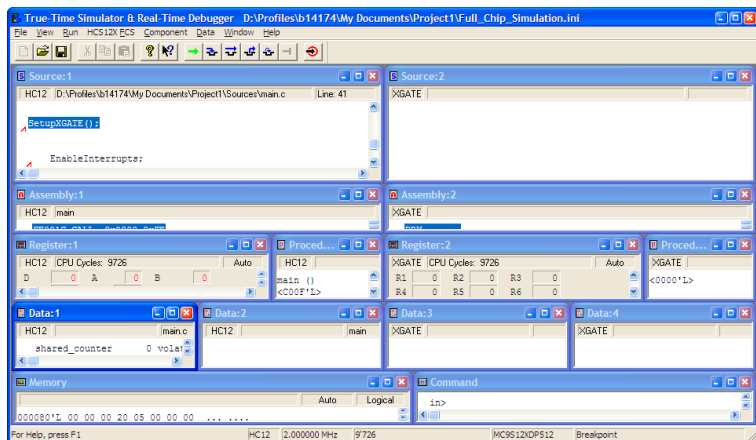 True-Time Simulator & Real-Time Debugger D:\Profiles\b14174\My Documents\Project1\Full_Chip_Simulation.ini
File View Run HCS12X FCS Component Data Window Help
Source:1
HC12 D:\Profiles\b14174\My Documents\Project1\Sources\main.c Line: 41
SetupXGATE();
EnableInterrupts;
Source:2
XGATE
Assembly:1
HC12 main
Assembly:2
XGATE
Register:1
HC12 CPU Cycles: 9726 Auto
D 0 A 0 B 0
Proced...
HC12
main ()
<C00F'L>
Register:2
XGATE CPU Cycles: 9726 Auto
R1 0 R2 0 R3 0
R4 0 R5 0 R6 0
Proced...
XGATE
<0000'L>
Data:1
HC12 main.c
shared_counter 0 volat
Data:2
HC12 main
Data:3
XGATE
Data:4
XGATE
Memory
Auto Logical
000080'L 00 00 00 20 05 00 00 00 ... ....
Command
in>
For Help, press F1 HC12 2.000000 MHz 9726 MC9S12XDP512 Breakpoint